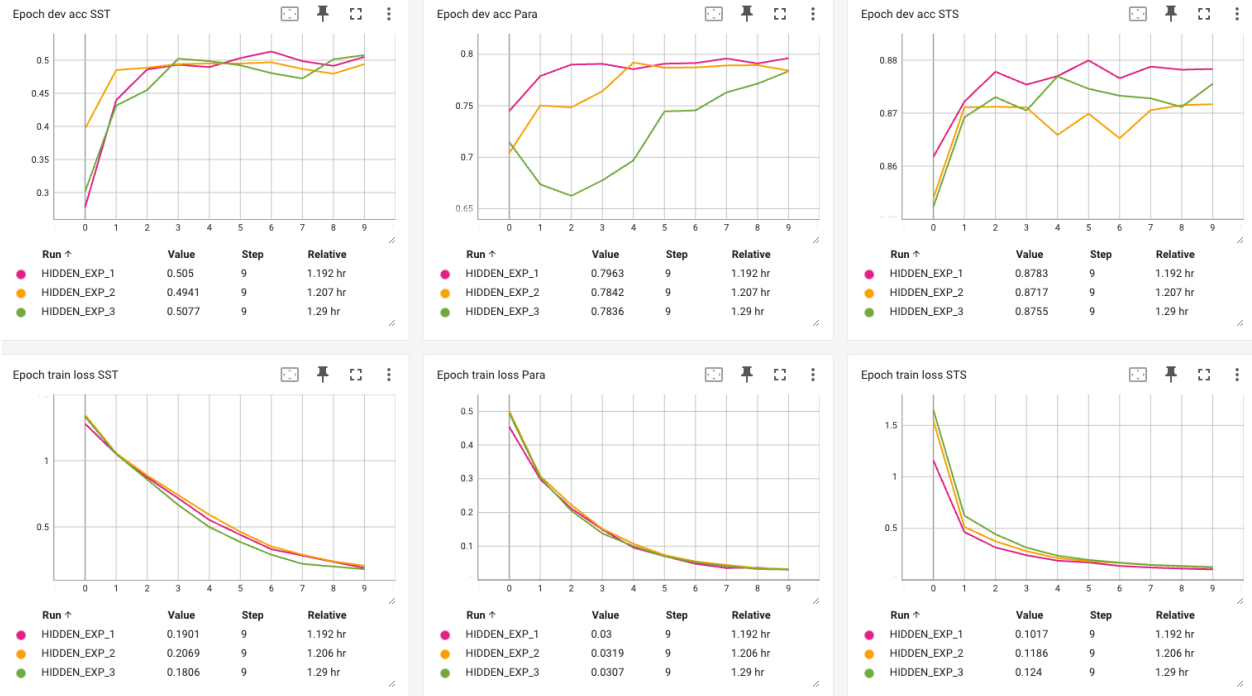 Epoch dev acc SST
0.5
0.45
0.4
0.35
0.3
0 1 2 3 4 5 6 7 8 9
Run ↑ Value Step Relative
HIDDEN_EXP_1 0.505 9 1.192 hr
HIDDEN_EXP_2 0.4941 9 1.207 hr
HIDDEN_EXP_3 0.5077 9 1.29 hr
Epoch dev acc Para
0.8
0.75
0.7
0.65
0 1 2 3 4 5 6 7 8 9
Run ↑ Value Step Relative
HIDDEN_EXP_1 0.7963 9 1.192 hr
HIDDEN_EXP_2 0.7842 9 1.207 hr
HIDDEN_EXP_3 0.7836 9 1.29 hr
Epoch dev acc STS
0.88
0.87
0.86
0 1 2 3 4 5 6 7 8 9
Run ↑ Value Step Relative
HIDDEN_EXP_1 0.8783 9 1.192 hr
HIDDEN_EXP_2 0.8717 9 1.207 hr
HIDDEN_EXP_3 0.8755 9 1.29 hr
Epoch train loss SST
1
0.5
0 1 2 3 4 5 6 7 8 9
Run ↑ Value Step Relative
HIDDEN_EXP_1 0.1901 9 1.192 hr
HIDDEN_EXP_2 0.2069 9 1.206 hr
HIDDEN_EXP_3 0.1806 9 1.29 hr
Epoch train loss Para
0.5
0.4
0.3
0.2
0.1
0 1 2 3 4 5 6 7 8 9
Run ↑ Value Step Relative
HIDDEN_EXP_1 0.03 9 1.192 hr
HIDDEN_EXP_2 0.0319 9 1.206 hr
HIDDEN_EXP_3 0.0307 9 1.29 hr
Epoch train loss STS
1.5
1
0.5
0 1 2 3 4 5 6 7 8 9
Run ↑ Value Step Relative
HIDDEN_EXP_1 0.1017 9 1.192 hr
HIDDEN_EXP_2 0.1186 9 1.206 hr
HIDDEN_EXP_3 0.124 9 1.29 hr